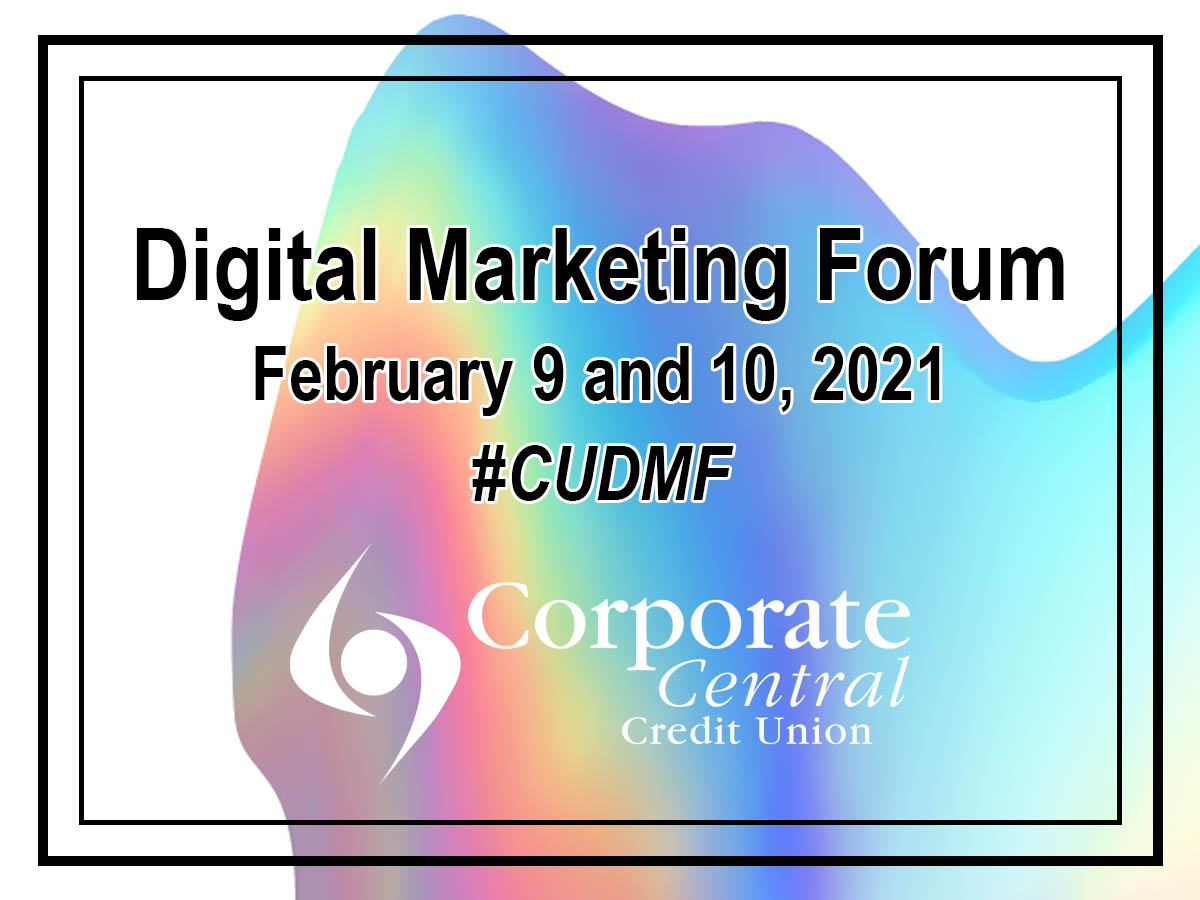 Digital Marketing Forum
February 9 and 10, 2021
#CUDMF
Corporate
Central
Credit Union